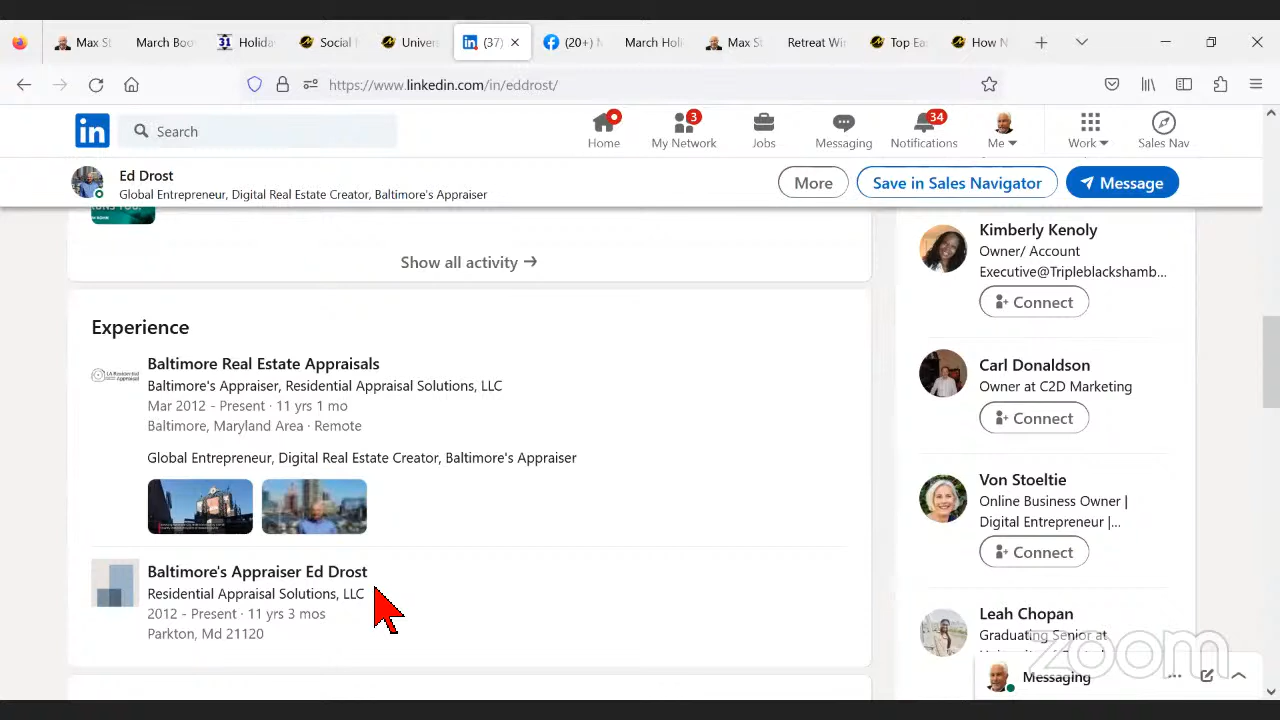 Max St
March Boo
31 Holida
Social
Univers
in (37)
(20+) N
March Holi
Max St
Retreat Wi
Top Ea
How N
https://www.linkedin.com/in/eddrost/
in
Search
Home
3
My Network
Jobs
Messaging
34
Notifications
Me
Work
Sales Nav
Ed Drost
Global Entrepreneur, Digital Real Estate Creator, Baltimore's Appraiser
More
Save in Sales Navigator
Message
Show all activity →
Experience
Baltimore Real Estate Appraisals
Baltimore's Appraiser, Residential Appraisal Solutions, LLC
Mar 2012 - Present · 11 yrs 1 mo
Baltimore, Maryland Area · Remote
Global Entrepreneur, Digital Real Estate Creator, Baltimore's Appraiser
Baltimore's Appraiser Ed Drost
Residential Appraisal Solutions, LLC
2012 - Present · 11 yrs 3 mos
Parkton, Md 21120
Kimberly Kenoly
Owner/ Account
Executive@Tripleblackshamb...
Connect
Carl Donaldson
Owner at C2D Marketing
Connect
Von Stoeltie
Online Business Owner |
Digital Entrepreneur |...
Connect
Leah Chopan
Graduating Senior at
zoom
Messaging